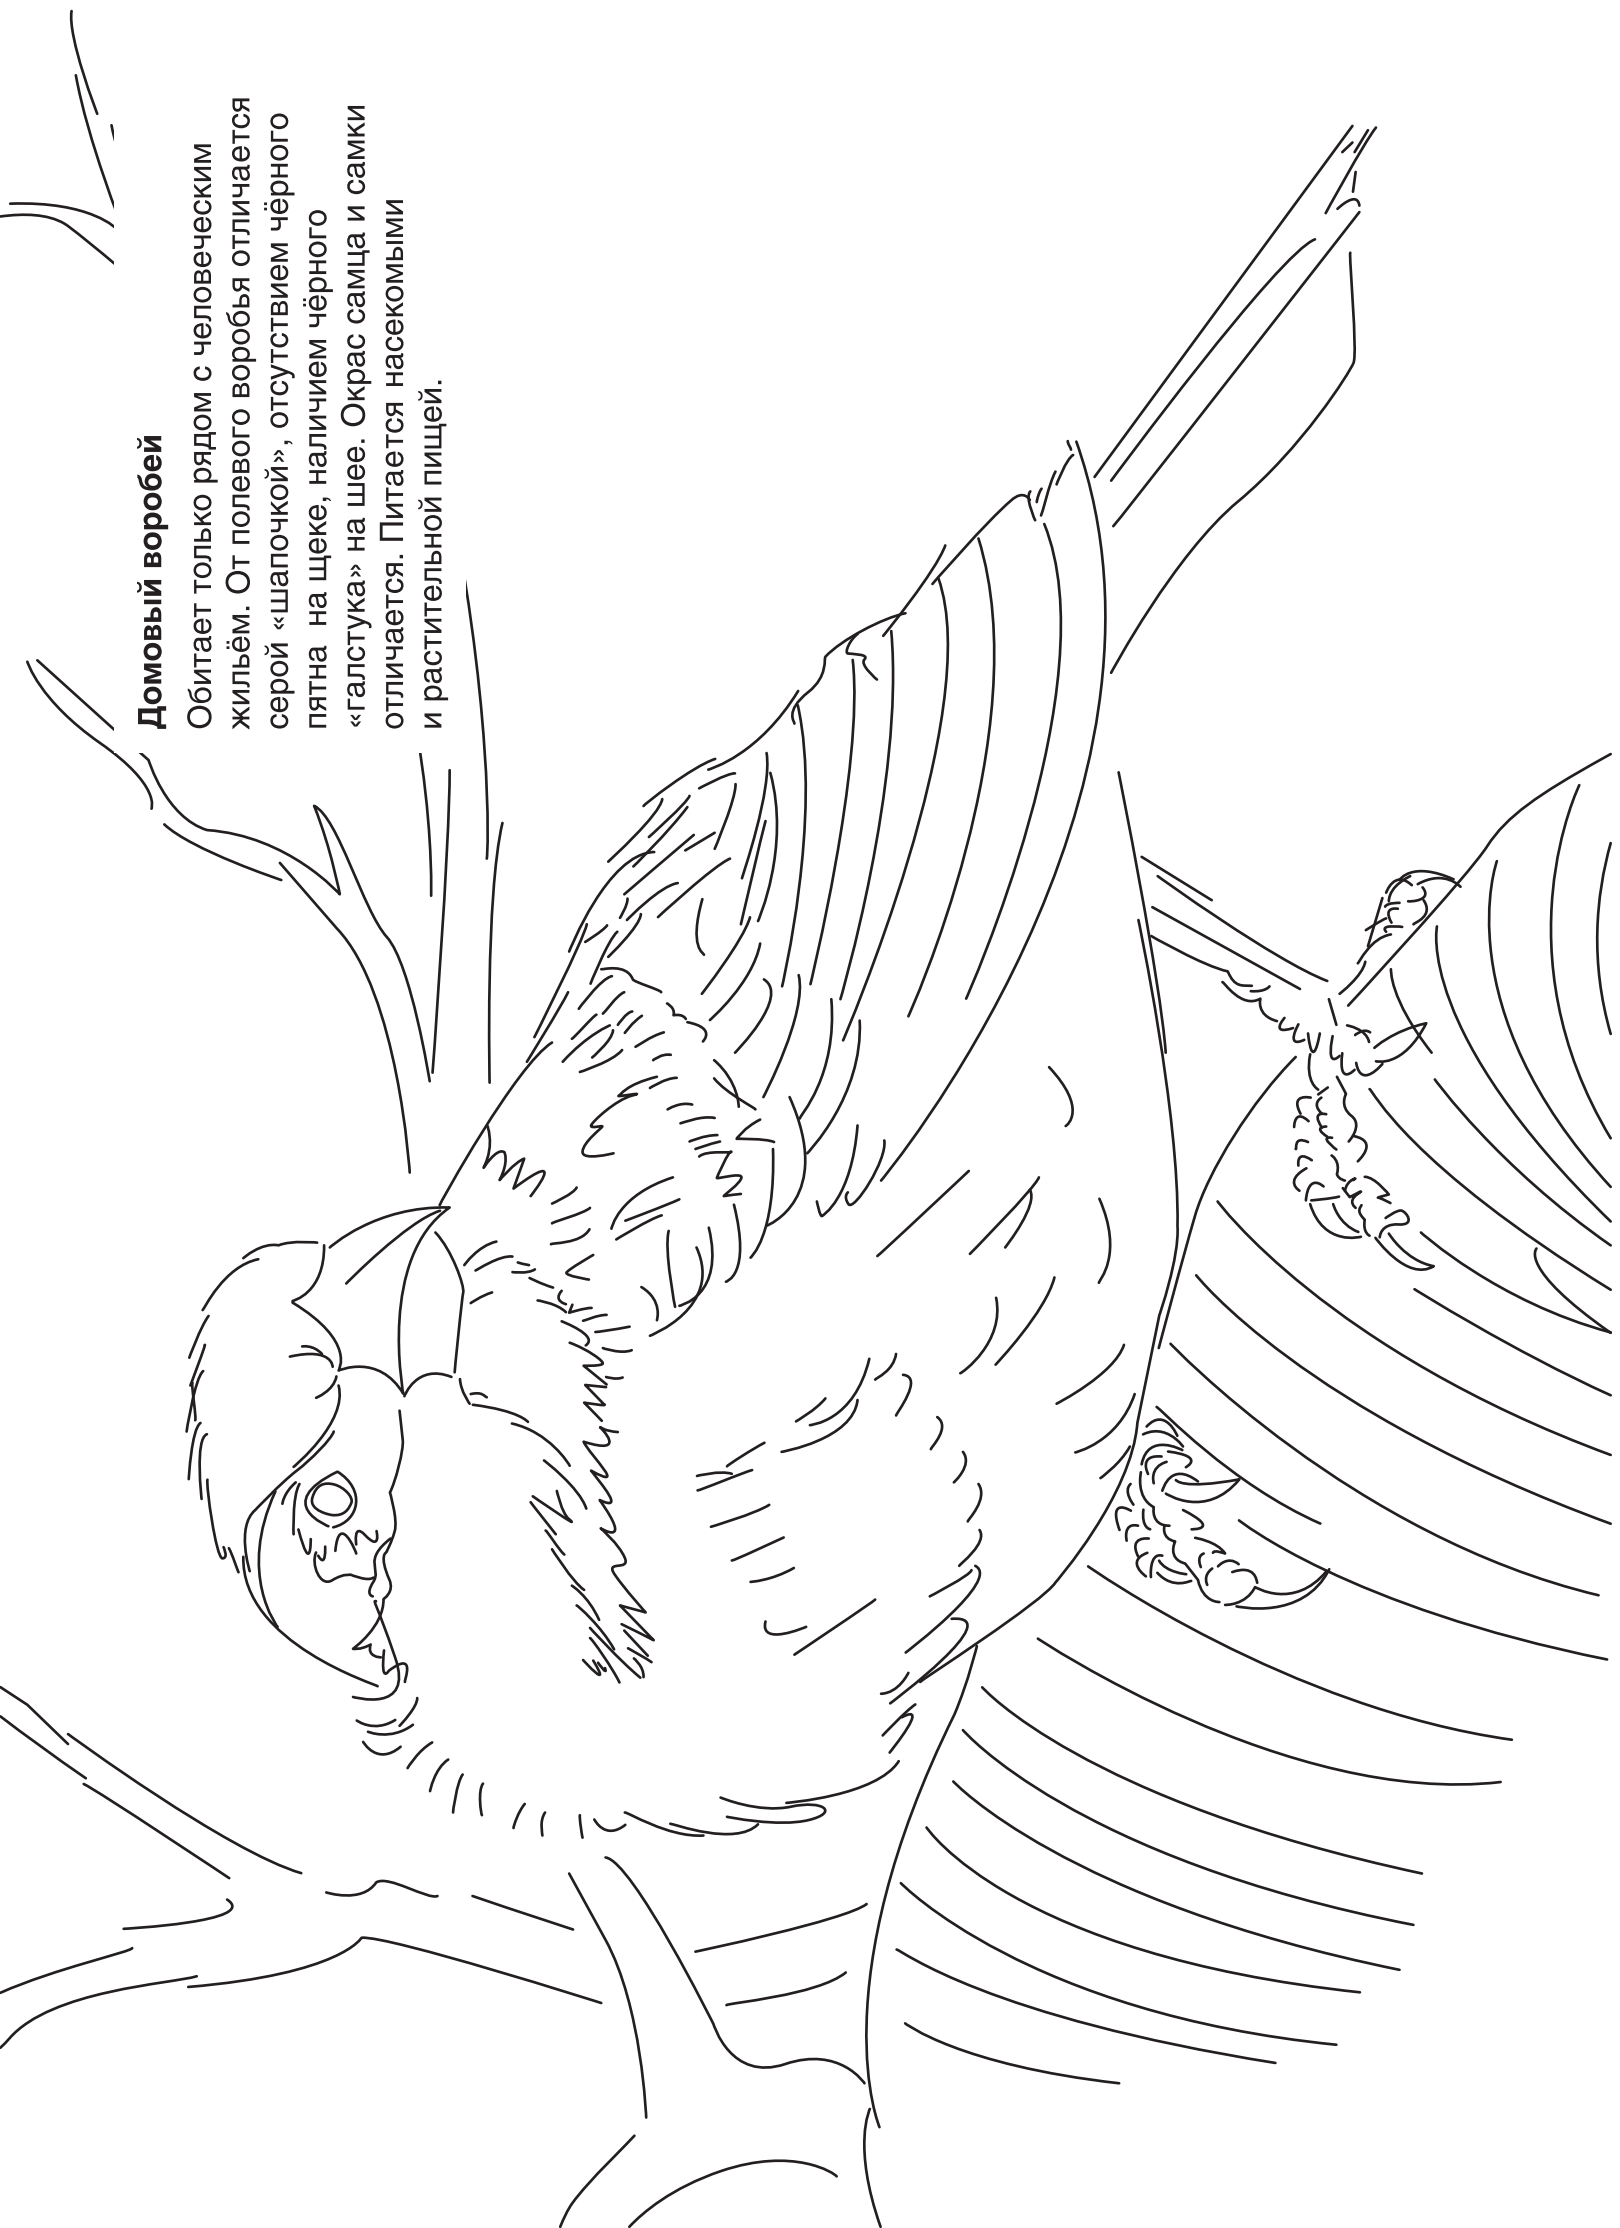 Домовый воробей
Обитает только рядом с человеческим
жильём. От полевого воробья отличается
серой «шапочкой», отсутствием чёрного
пятна на щеке, наличием чёрного
«галстука» на шее. Окрас самца и самки
отличается. Питается насекомыми
и растительной пищей.